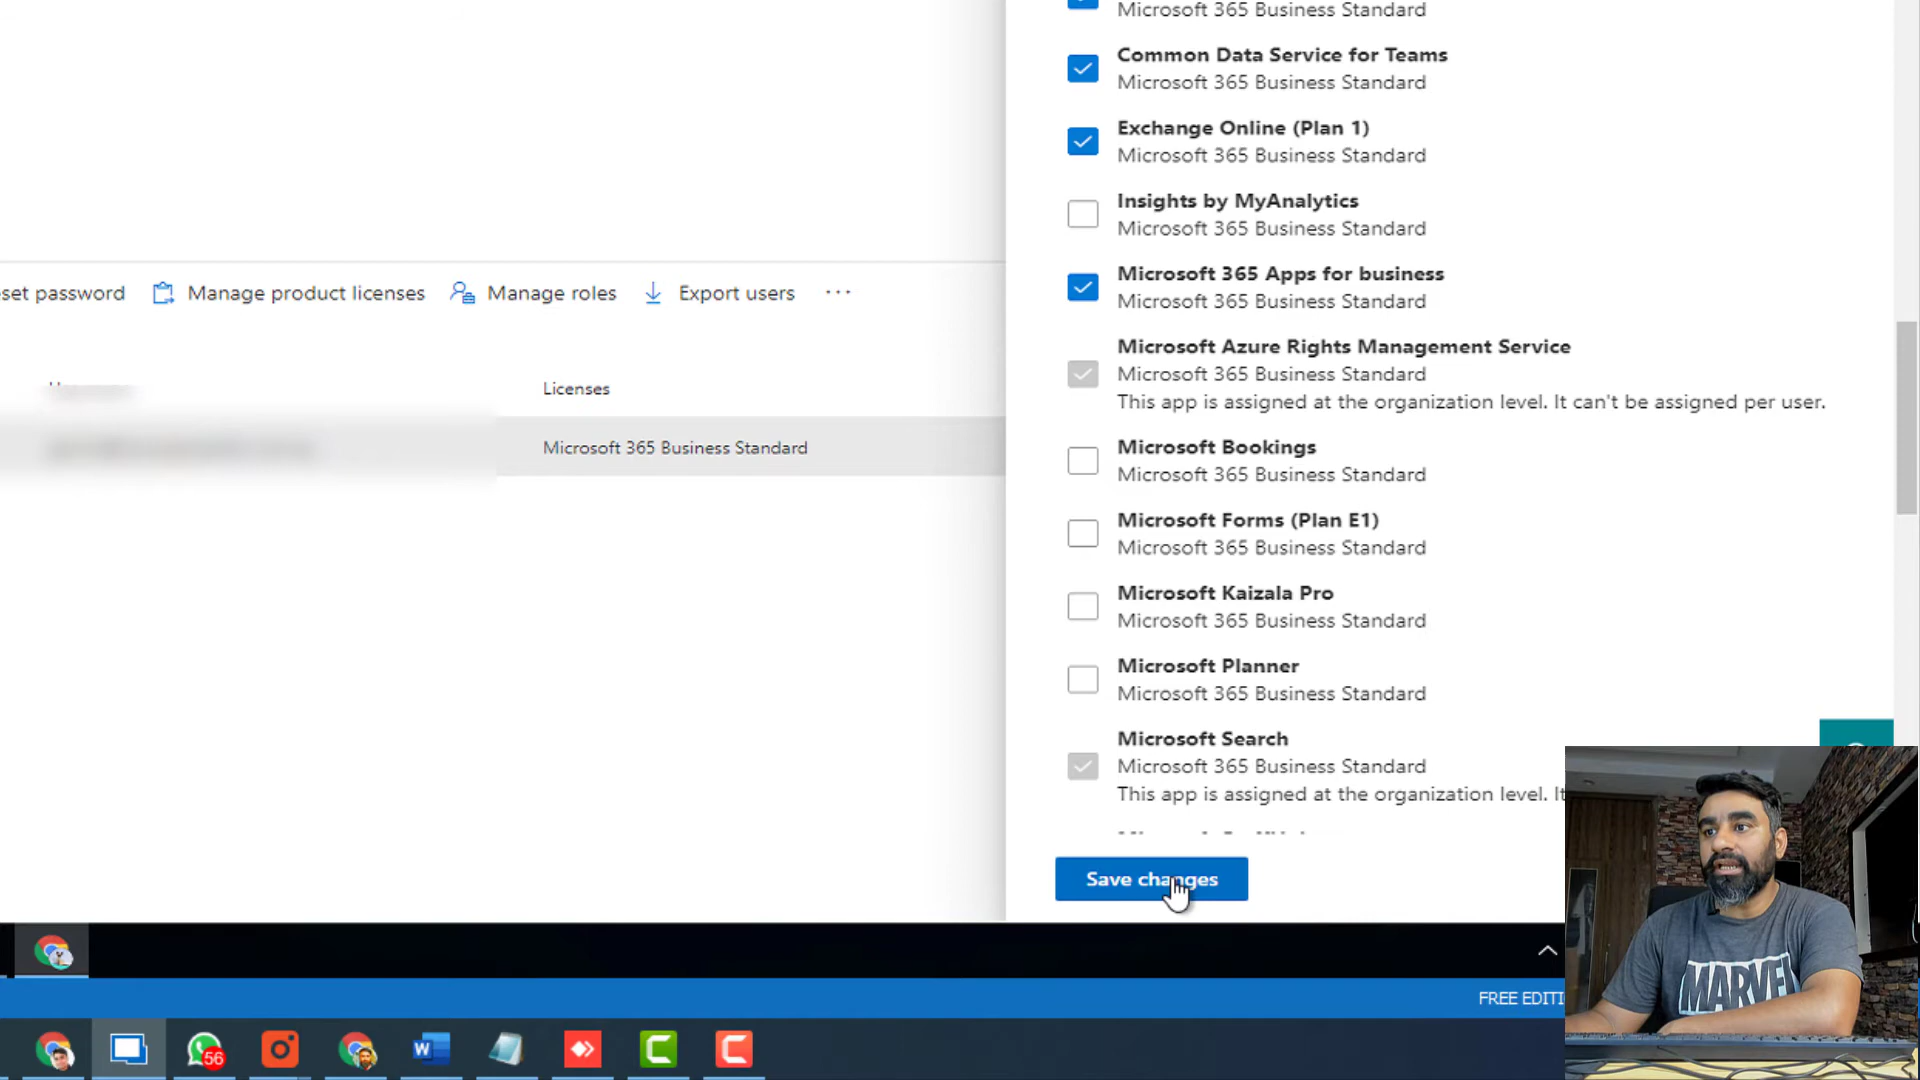 Microsoft 365 Business Standard
Common Data Service for Teams
Microsoft 365 Business Standard
Exchange Online (Plan 1)
Microsoft 365 Business Standard
Insights by MyAnalytics
Microsoft 365 Business Standard
Microsoft 365 Apps for business
Microsoft 365 Business Standard
Microsoft Azure Rights Management Service
Microsoft 365 Business Standard
This app is assigned at the organization level. It can't be assigned per user.
Microsoft Bookings
Microsoft 365 Business Standard
Microsoft Forms (Plan E1)
Microsoft 365 Business Standard
Microsoft Kaizala Pro
Microsoft 365 Business Standard
Microsoft Planner
Microsoft 365 Business Standard
Microsoft Search
Microsoft 365 Business Standard
This app is assigned at the organization level. It
Save changes
set password Manage product licenses Manage roles Export users ...
Licenses
Microsoft 365 Business Standard
FREE EDITI
56
W
MARVEL